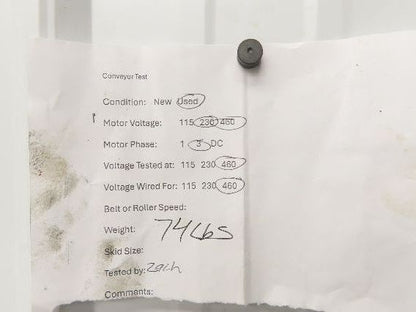 Conveyor Test
Condition: New Used
Motor Voltage: 115 230 460
Motor Phase: 1 3 DC
Voltage Tested at: 115 230 460
Voltage Wired For: 115 230 460
Belt or Roller Speed:
Weight: 74Lbs
Skid Size:
Tested by: Zach
Comments: